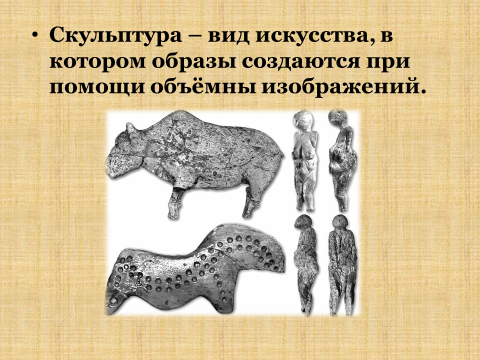 • Скульптура – вид искусства, в
котором образы создаются при
помощи объёмны изображений.